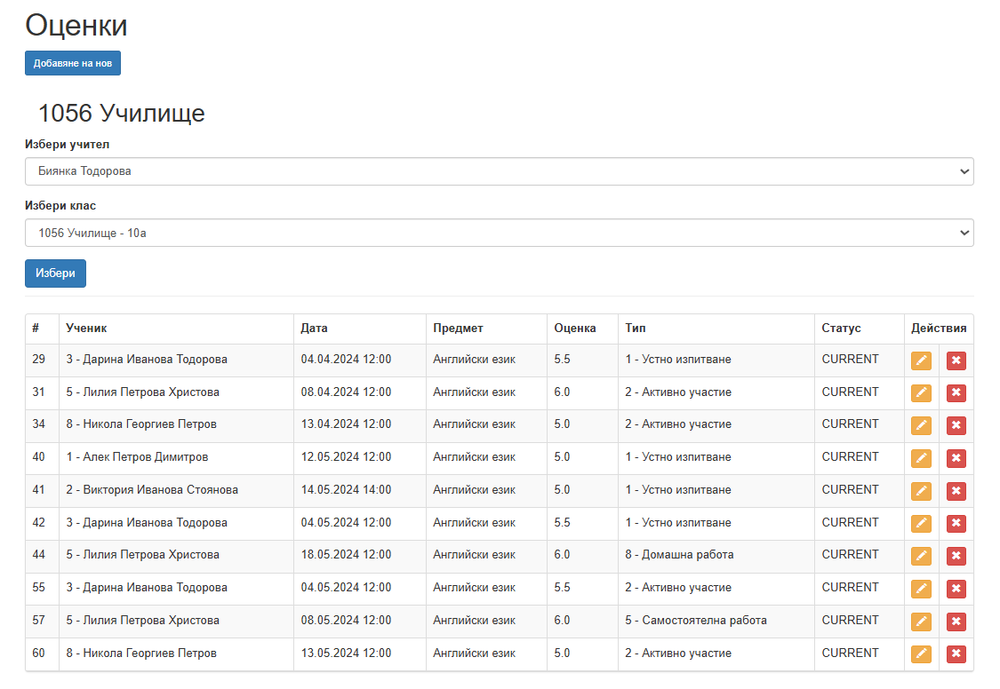 Оценки
Добавяне на нов
1056 Училище
Избери учител
Биянка Тодорова
Избери клас
1056 Училище - 10а
Избери
# Ученик Дата Предмет Оценка Тип Статус Действия
29 3 - Дарина Иванова Тодорова 04.04.2024 12:00 Английски език 5.5 1 - Устно изпитване CURRENT
31 5 - Лилия Петрова Христова 08.04.2024 12:00 Английски език 6.0 2 - Активно участие CURRENT
34 8 - Никола Георгиев Петров 13.04.2024 12:00 Английски език 5.0 2 - Активно участие CURRENT
40 1 - Алек Петров Димитров 12.05.2024 12:00 Английски език 5.0 1 - Устно изпитване CURRENT
41 2 - Виктория Иванова Стоянова 14.05.2024 14:00 Английски език 5.0 1 - Устно изпитване CURRENT
42 3 - Дарина Иванова Тодорова 04.05.2024 12:00 Английски език 5.5 1 - Устно изпитване CURRENT
44 5 - Лилия Петрова Христова 18.05.2024 12:00 Английски език 6.0 8 - Домашна работа CURRENT
55 3 - Дарина Иванова Тодорова 04.05.2024 12:00 Английски език 5.5 2 - Активно участие CURRENT
57 5 - Лилия Петрова Христова 08.05.2024 12:00 Английски език 6.0 5 - Самостоятелна работа CURRENT
60 8 - Никола Георгиев Петров 13.05.2024 12:00 Английски език 5.0 2 - Активно участие CURRENT